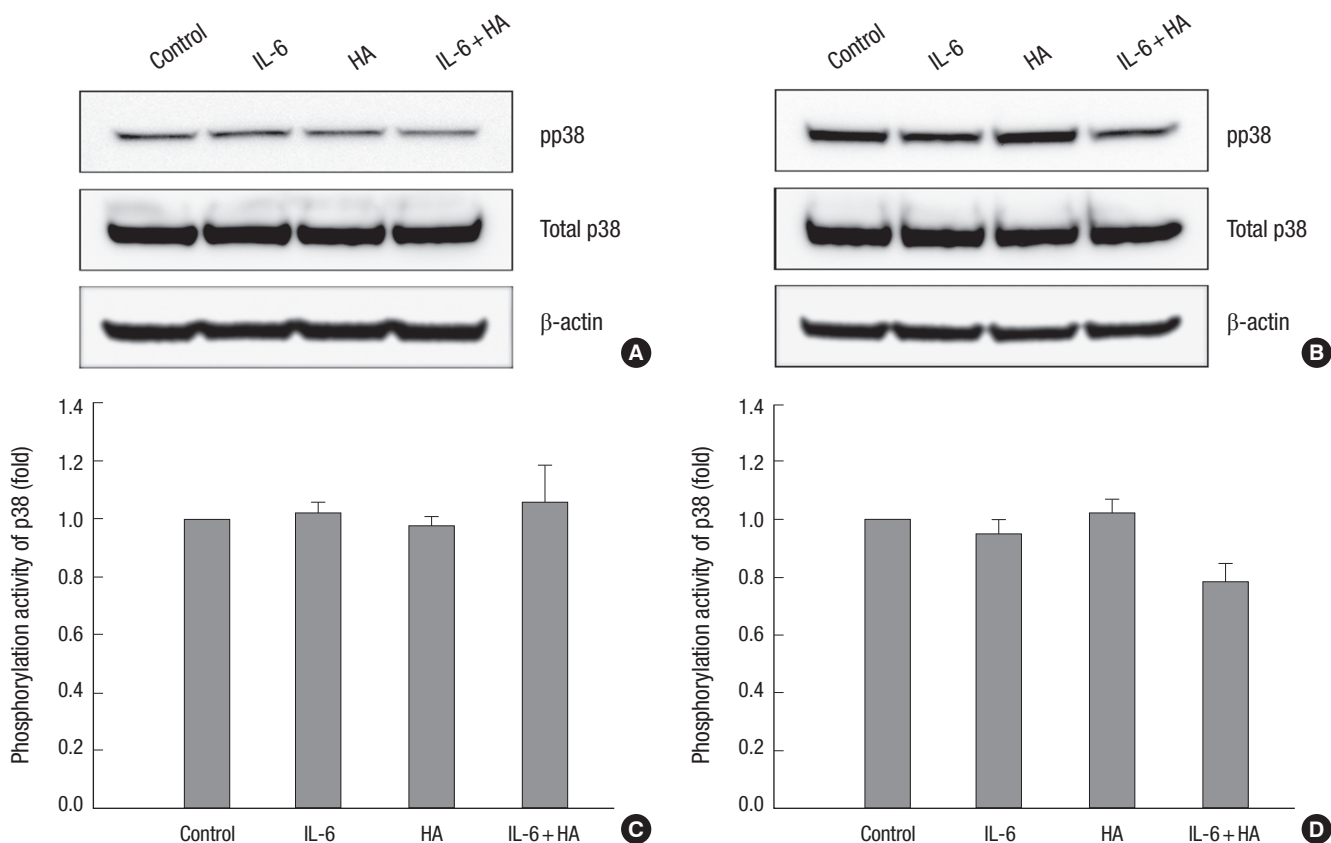 Control IL-6 HA IL-6 + HA
pp38
Total p38
β-actin
A
Control IL-6 HA IL-6 + HA
pp38
Total p38
β-actin
B
Phosphorylation activity of p38 (fold)
1.4
1.2
1.0
0.8
0.6
0.4
0.2
0.0
Control IL-6 HA IL-6 + HA
C
Phosphorylation activity of p38 (fold)
1.4
1.2
1.0
0.8
0.6
0.4
0.2
0.0
Control IL-6 HA IL-6 + HA
D